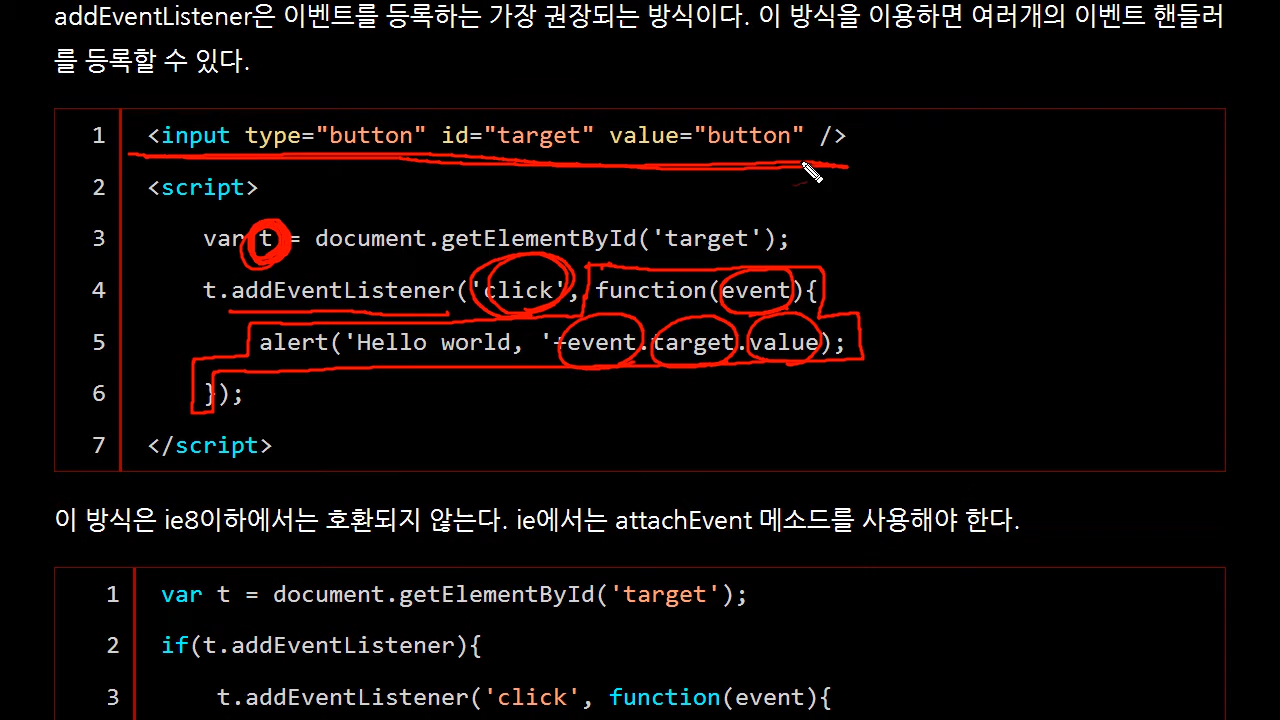 addEventListener은 이벤트를 등록하는 가장 권장되는 방식이다. 이 방식을 이용하면 여러개의 이벤트 핸들러
를 등록할 수 있다.
1 <input type="button" id="target" value="button" />
2 <script>
3 var t = document.getElementById('target');
4 t.addEventListener('click', function(event){
5 alert('Hello world, '+event.target.value);
6 });
7 </script>
이 방식은 ie8이하에서는 호환되지 않는다. ie에서는 attachEvent 메소드를 사용해야 한다.
1 var t = document.getElementById('target');
2 if(t.addEventListener){
3 t.addEventListener('click', function(event){